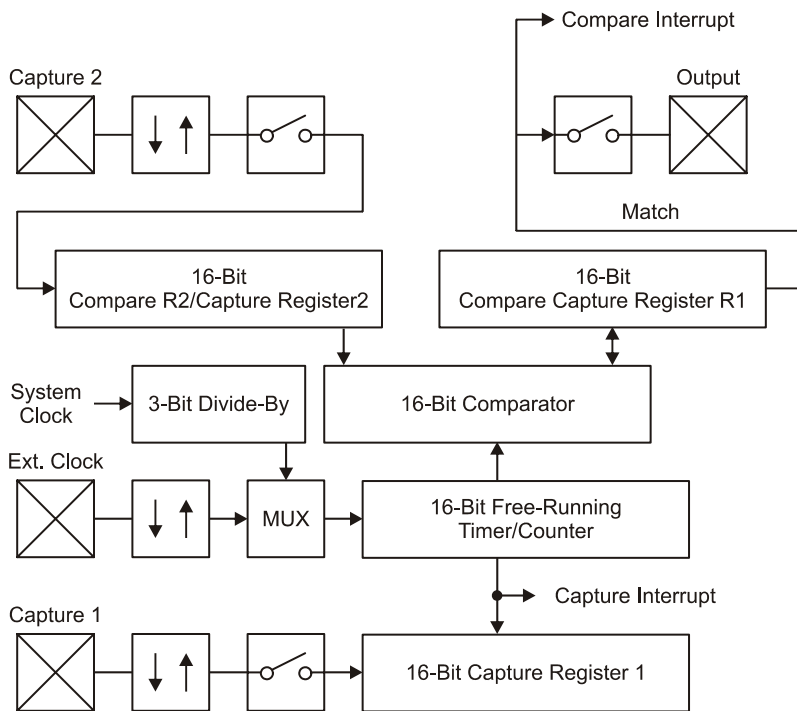 Compare Interrupt
Capture 2
Output
Match
16-Bit
Compare R2/Capture Register2
16-Bit
Compare Capture Register R1
System
Clock
3-Bit Divide-By
16-Bit Comparator
Ext. Clock
MUX
16-Bit Free-Running
Timer/Counter
Capture Interrupt
Capture 1
16-Bit Capture Register 1